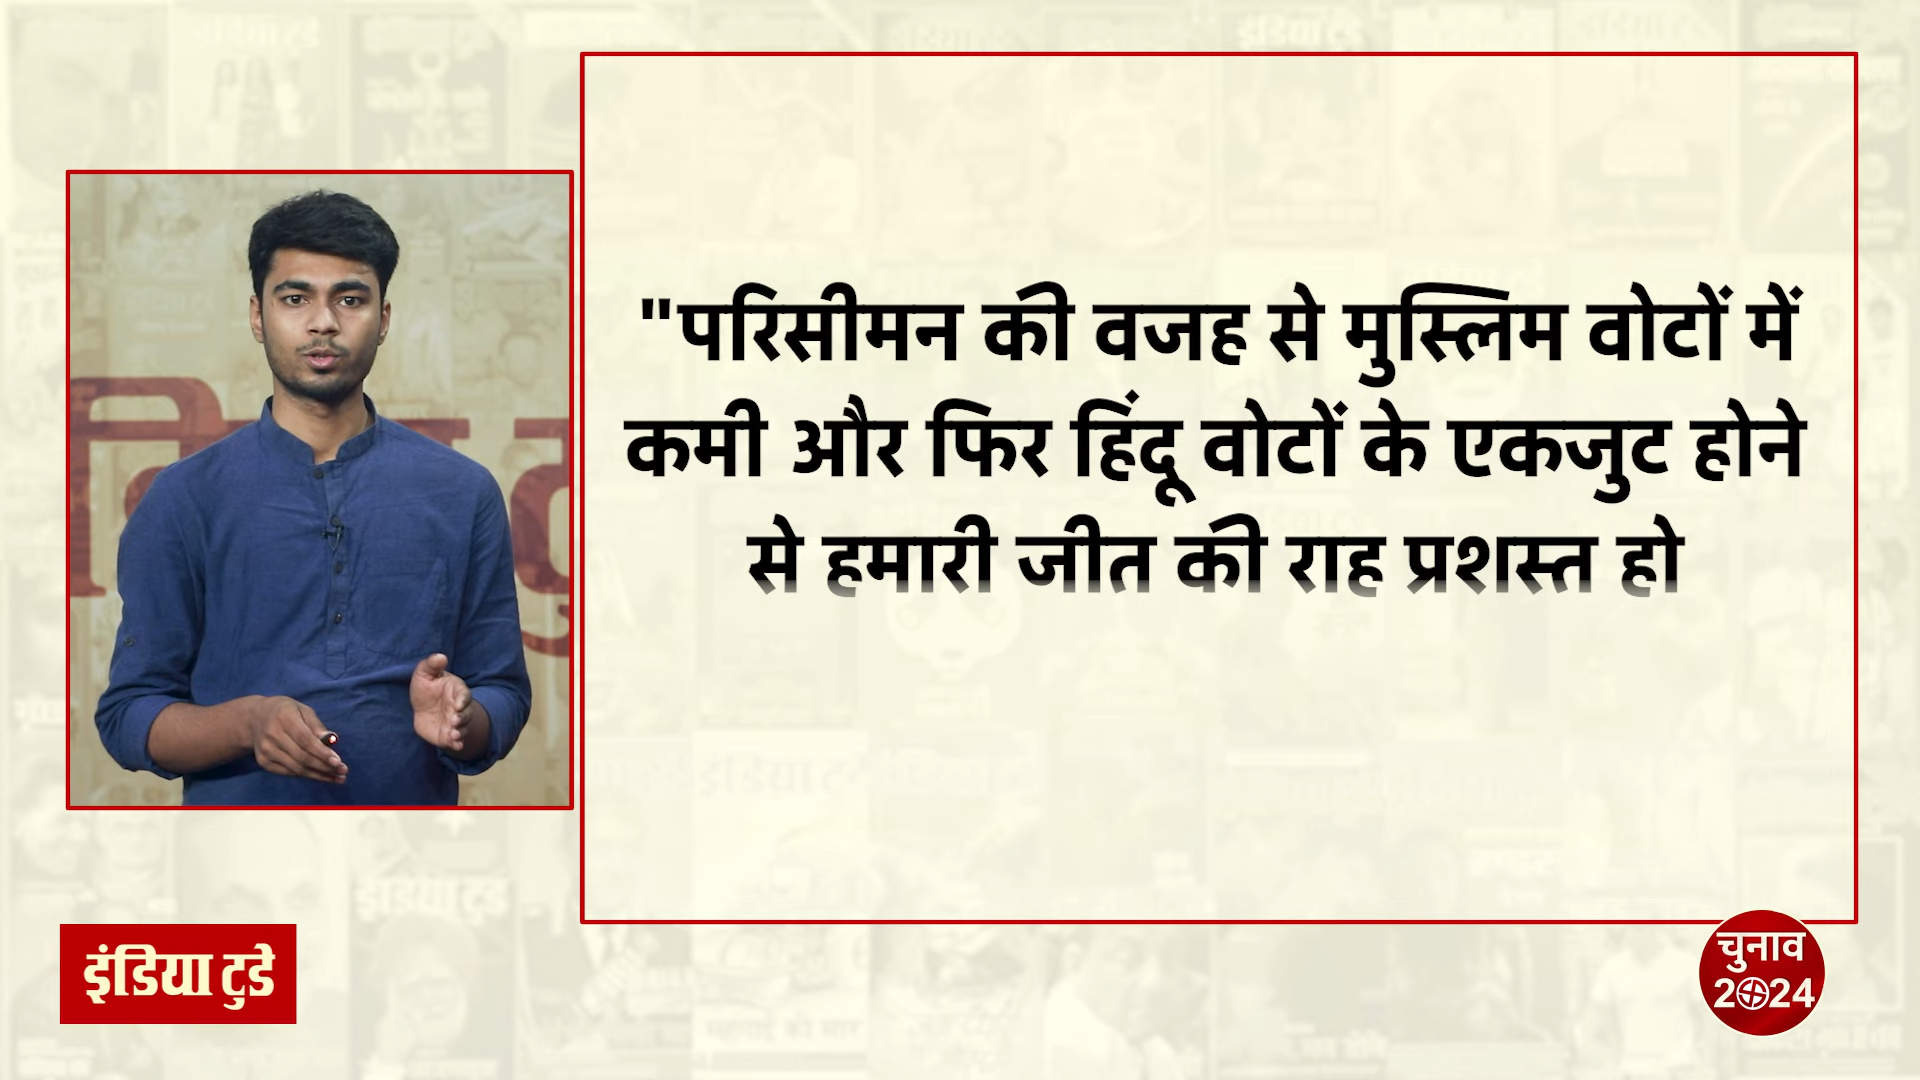 "परिसीमन की वजह से मुस्लिम वोटों में
कमी और फिर हिंदू वोटों के एकजुट होने
से हमारी जीत की राह प्रशस्त हो
इंडिया टुडे
चुनाव
2024